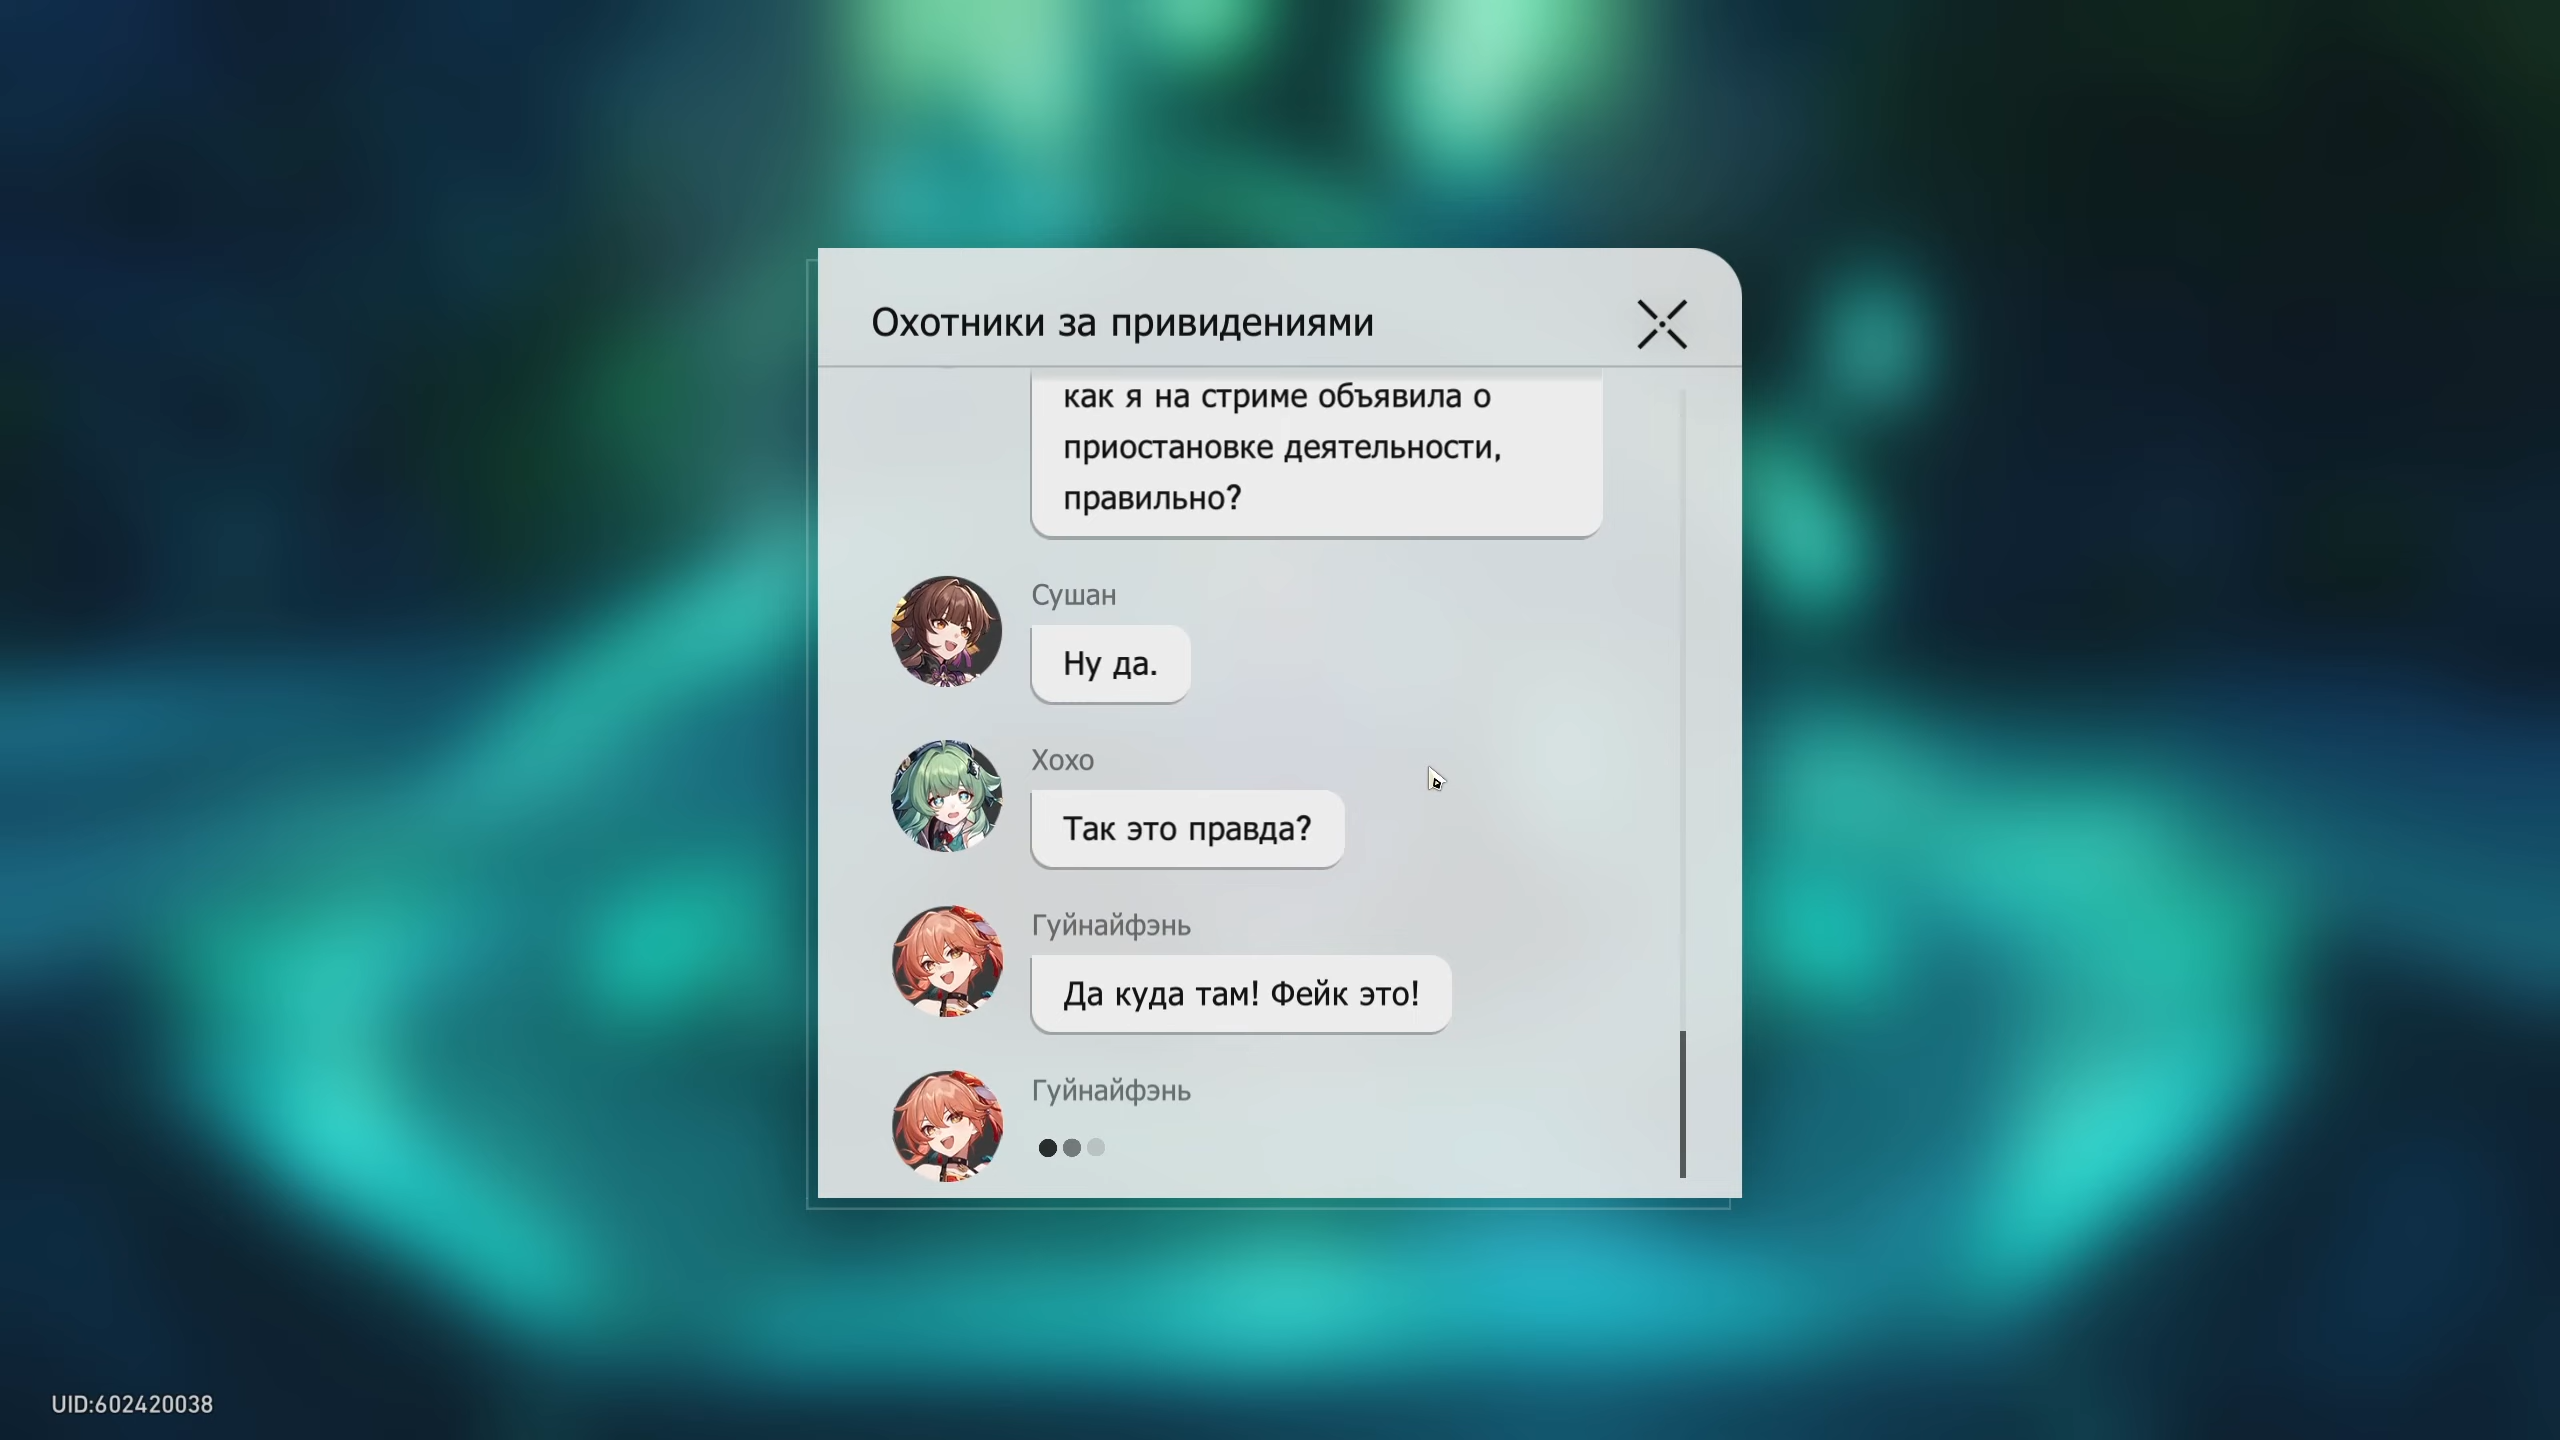 Охотники за привидениями
как я на стриме объявила о
приостановке деятельности,
правильно?
Сушан
Ну да.
Хохо
Так это правда?
Гуйнайфэнь
Да куда там! Фейк это!
Гуйнайфэнь
UID:602420038